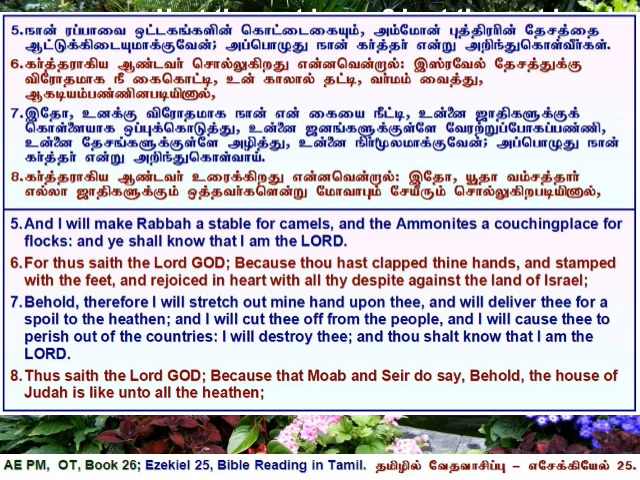 5.நான் ரப்பாவை ஒட்டகங்களின் கொட்டகையும், அம்மோன் புத்திரரின் தேசத்தை
ஆட்டுக்கிடையுமாக்குவேன்; அப்பொழுது நான் கர்த்தர் என்று அறிந்துகொள்வீர்கள்.
6.கர்த்தராகிய ஆண்டவர் சொல்லுகிறது என்னவென்றால்: இஸ்ரவேல் தேசத்துக்கு
விரோதமாக நீ கைகொட்டி, உன் காலால் தட்டி, வர்மம் வைத்து,
ஆகடியம்பண்ணினபடியினால்,
7.இதோ, உனக்கு விரோதமாக நான் என் கையை நீட்டி, உன்னை ஜாதிகளுக்குக்
கொள்ளையாக ஒப்புக்கொடுத்து, உன்னை ஜனங்களுக்குள்ளே வேரற்றுப்போகப்பண்ணி,
உன்னை தேசங்களுக்குள்ளே அழித்து, உன்னை நிர்மூலமாக்குவேன்; அப்பொழுது நான்
கர்த்தர் என்று அறிந்துகொள்வாய்.
8.கர்த்தராகிய ஆண்டவர் உரைக்கிறது என்னவென்றால்: இதோ, யூதா வம்சத்தார்
எல்லா ஜாதிகளுக்கும் ஒத்தவர்களென்று மோவாபும் சேயீரும் சொல்லுகிறபடியினால்,
5.And I will make Rabbah a stable for camels, and the Ammonites a couchingplace for
flocks: and ye shall know that I am the LORD.
6.For thus saith the Lord GOD; Because thou hast clapped thine hands, and stamped
with the feet, and rejoiced in heart with all thy despite against the land of Israel;
7.Behold, therefore I will stretch out mine hand upon thee, and will deliver thee for a
spoil to the heathen; and I will cut thee off from the people, and I will cause thee to
perish out of the countries: I will destroy thee; and thou shalt know that I am the
LORD.
8.Thus saith the Lord GOD; Because that Moab and Seir do say, Behold, the house of
Judah is like unto all the heathen;
AE PM, OT, Book 26; Ezekiel 25, Bible Reading in Tamil. தமிழில் வேதவாசிப்பு – எசேக்கியேல் 25.